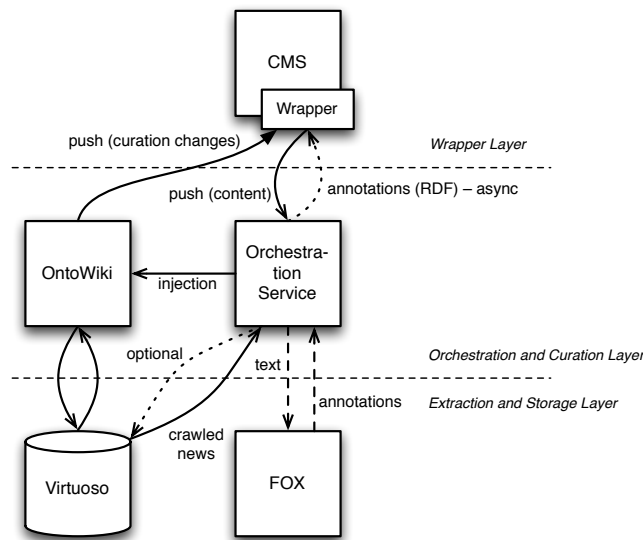 CMS
Wrapper
push (curation changes)
Wrapper Layer
push (content)
annotations (RDF) – async
OntoWiki
Orchestra-
tion
Service
injection
optional
text
Orchestration and Curation Layer
annotations
Extraction and Storage Layer
crawled
news
Virtuoso
FOX